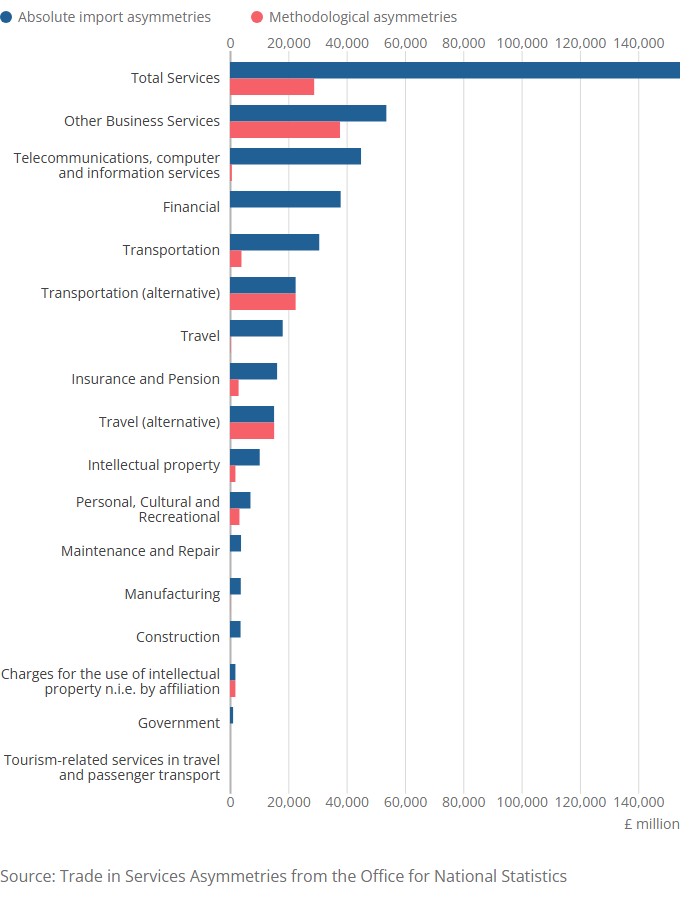 Absolute import asymmetries Methodological asymmetries
0 20,000 40,000 60,000 80,000 100,000 120,000 140,000
Total Services
Other Business Services
Telecommunications, computer
and information services
Financial
Transportation
Transportation (alternative)
Travel
Insurance and Pension
Travel (alternative)
Intellectual property
Personal, Cultural and
Recreational
Maintenance and Repair
Manufacturing
Construction
Charges for the use of intellectual
property n.i.e. by affiliation
Government
Tourism-related services in travel
and passenger transport
0 20,000 40,000 60,000 80,000 100,000 120,000 140,000
£ million
Source: Trade in Services Asymmetries from the Office for National Statistics